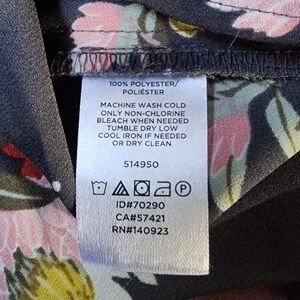 100% POLYESTER/
POLIÉSTER
MACHINE WASH COLD
ONLY NON-CHLORINE
BLEACH WHEN NEEDED
TUMBLE DRY LOW
COOL IRON IF NEEDED
OR DRY CLEAN
514950
P
ID#70290
CA#57421
RN#140923